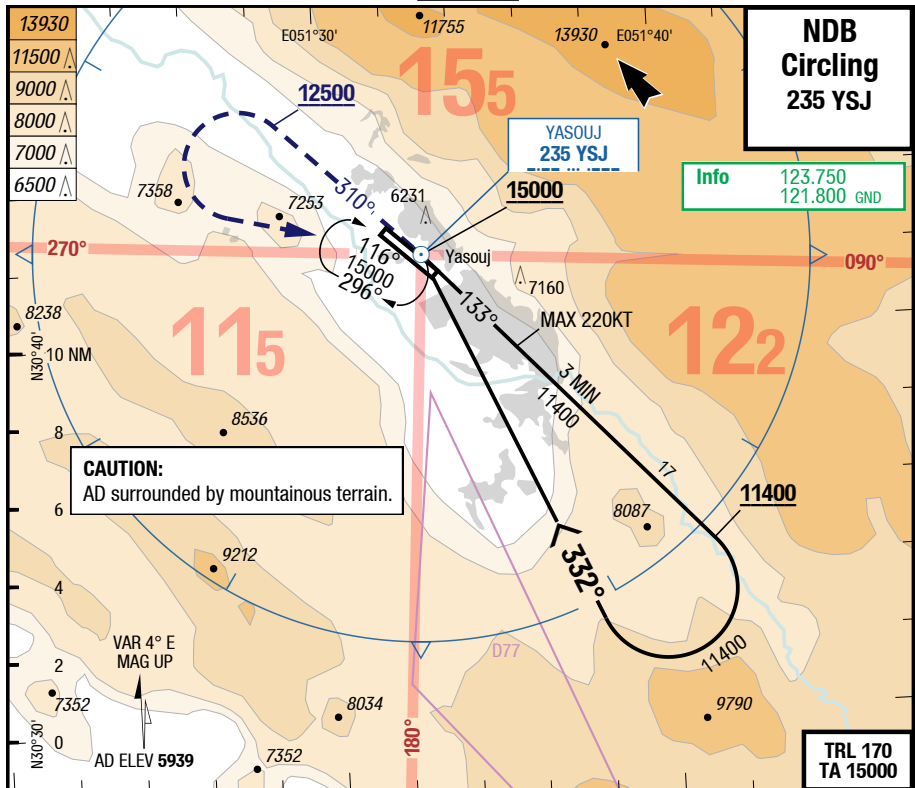 13930
11500
9000
8000
7000
6500
11755
E051°30'
13930
E051°40'
NDB
Circling
235 YSJ
155
12500
YASOUJ
235 YSJ
15000
Info 123.750
121.800 GND
7358
7253
310°
6231
270°
116°
15000
296°
Yasouj
090°
7160
133°
MAX 220KT
8238
N30°40'
10 NM
115
122
3 MIN
11400
8536
8
CAUTION:
AD surrounded by mountainous terrain.
17
11400
6
8087
332°
9212
4
VAR 4° E
MAG UP
2
D77
11400
7352
8034
9790
180°
N30°30'
0
AD ELEV 5939
7352
TRL 170
TA 15000